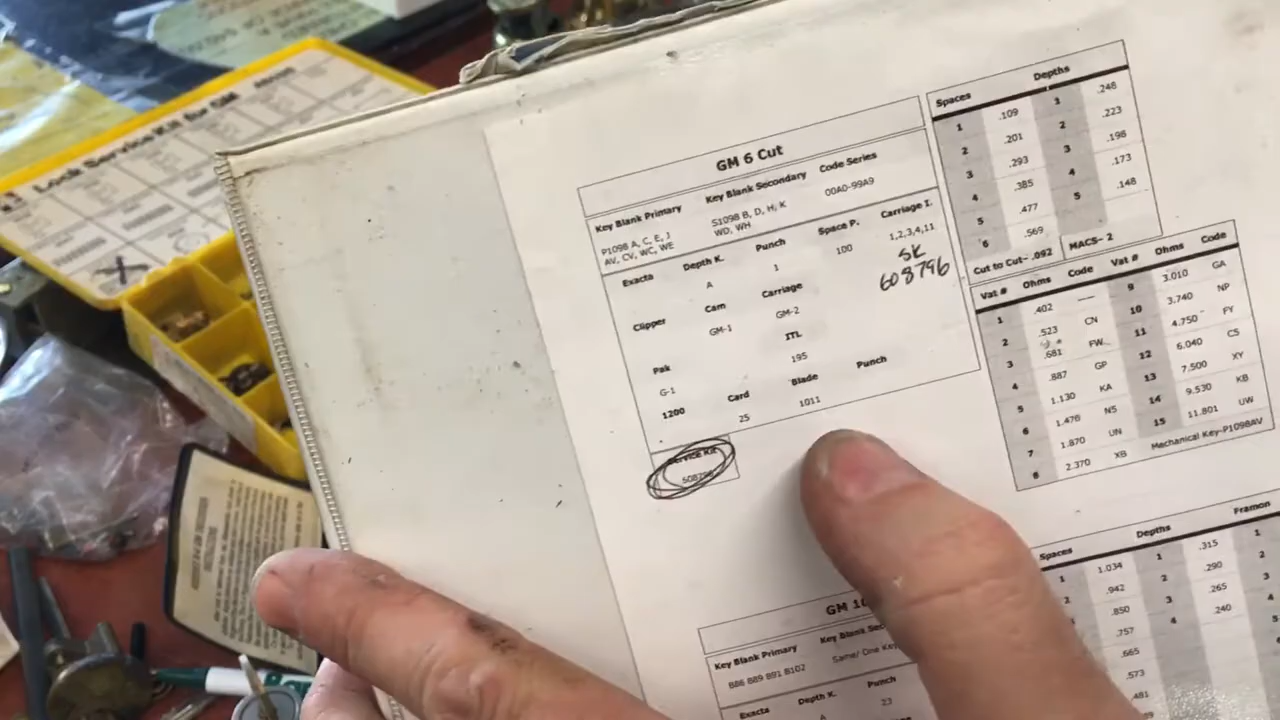 Lock Service Kit for GM
GM 6 Cut
Key Blank Primary Key Blank Secondary Code Series
P1098 A, C, E, J S1098 B, D, H, K 00A0-99A9
AV, CV, WC, WE WD, WH
Exacta Depth K. Punch Space P. Carriage I.
A 1 100 1,2,3,4,11
SK
608796
Clipper Cam Carriage
GM-1 GM-2
Pak ITL
G-1 195
1200 Card Blade Punch
25 1011
Service Kit
Spaces Depths
1 .109 1 .248
2 .201 2 .223
3 .293 3 .198
4 .385 4 .173
5 .477 5 .148
6 .569
Cut to Cut- .092 MACS- 2
Vat # Ohms Code Vat # Ohms Code
1 .402 ---- 9 3.010 GA
2 .523 CN 10 3.740 NP
3 .681 FW 11 4.750 FY
4 .887 GP 12 6.040 CS
5 1.130 KA 13 7.500 XY
6 1.470 NS 14 9.530 KB
7 1.870 UN 15 11.801 UW
8 2.370 XB Mechanical Key-P1098AV
GM
Key Blank Primary Key Blank
B86 B89 B91 B102 Same/ One Key
Exacta Depth K. Punch
A 23
Spaces Depths Framon
1 1.034 1 .315 1
2 .942 2 .290 2
.850 3 .265 3
.757 4 .240 4
.665
.573
.481